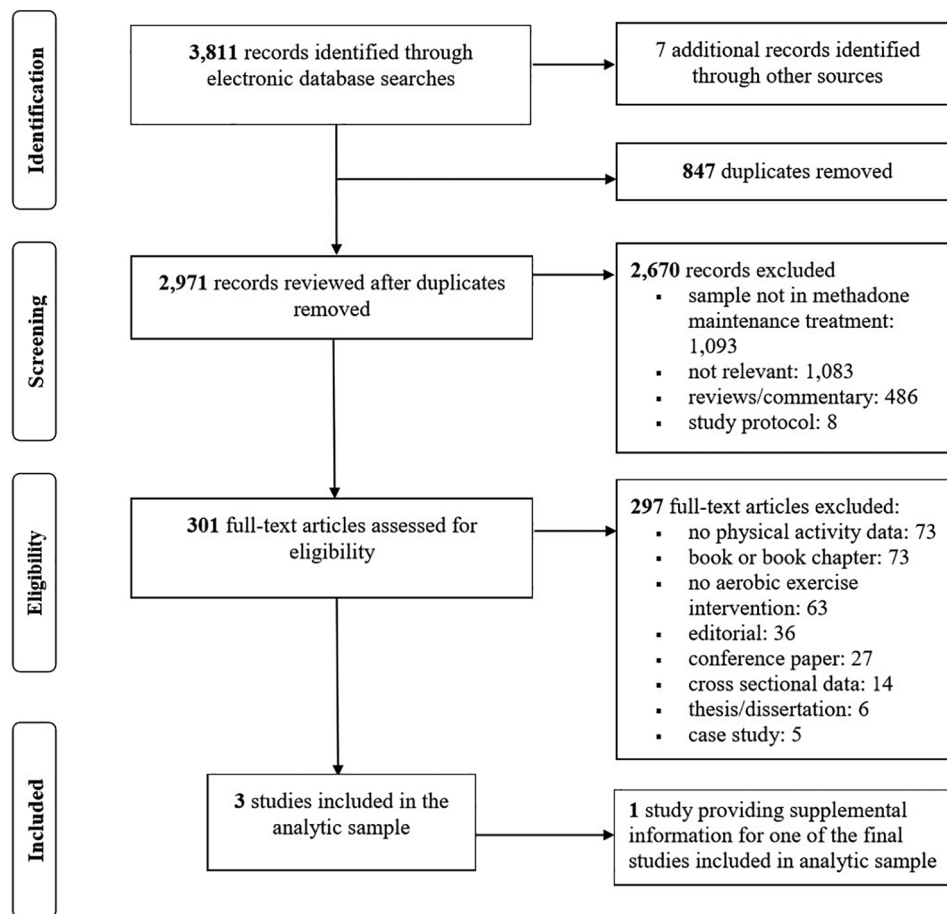 Identification
3,811 records identified through
electronic database searches
7 additional records identified
through other sources
847 duplicates removed
Screening
2,971 records reviewed after duplicates
removed
2,670 records excluded
▪ sample not in methadone
maintenance treatment:
1,093
▪ not relevant: 1,083
▪ reviews/commentary: 486
▪ study protocol: 8
Eligibility
301 full-text articles assessed for
eligibility
297 full-text articles excluded:
▪ no physical activity data: 73
▪ book or book chapter: 73
▪ no aerobic exercise
intervention: 63
▪ editorial: 36
▪ conference paper: 27
▪ cross sectional data: 14
▪ thesis/dissertation: 6
▪ case study: 5
Included
3 studies included in the
analytic sample
1 study providing supplemental
information for one of the final
studies included in analytic sample